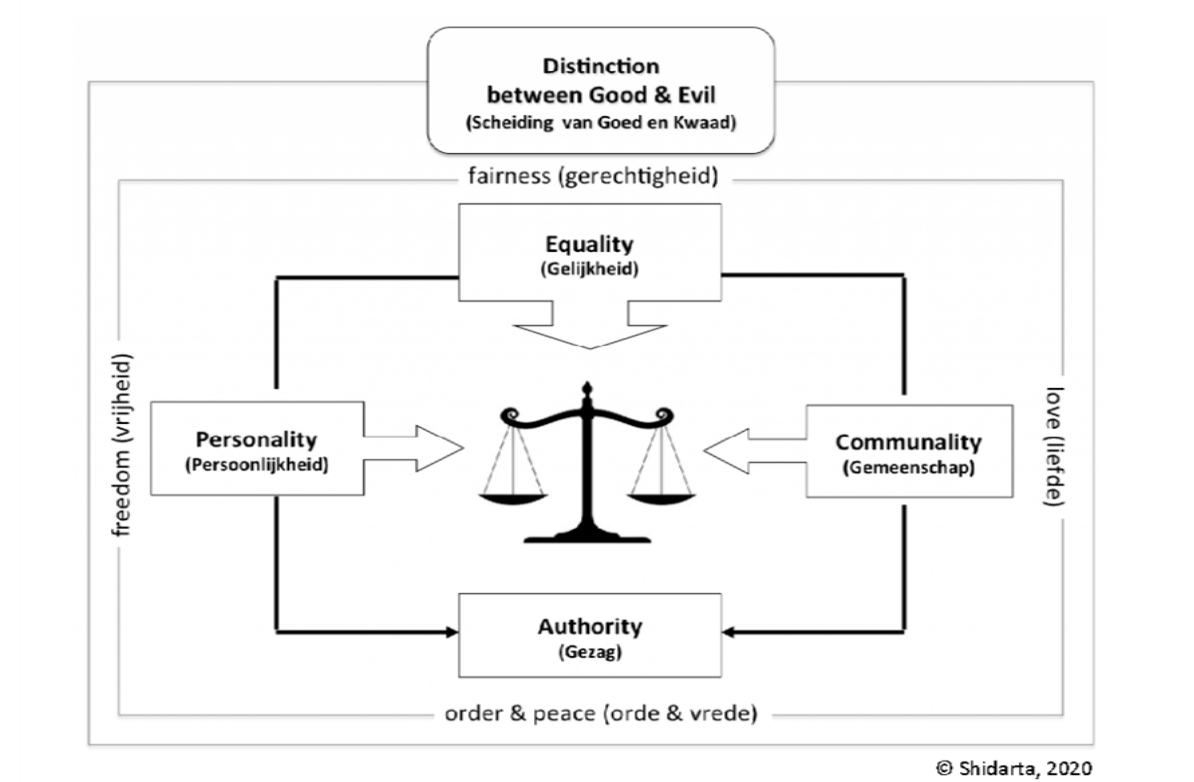 Distinction
between Good & Evil
(Scheiding van Goed en Kwaad)
fairness (gerechtigheid)
Equality
(Gelijkheid)
freedom (vrijheid)
Personality
(Persoonlijkheid)
Communality
(Gemeenschap)
love (liefde)
Authority
(Gezag)
order & peace (orde & vrede)
© Shidarta, 2020